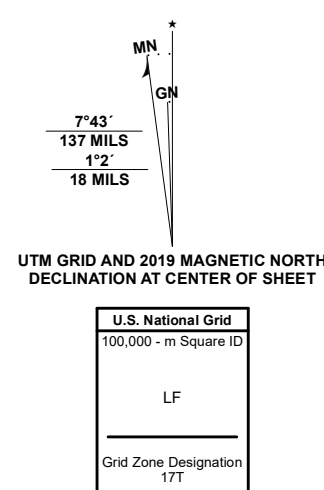 ★
MN
GN
7°43´
137 MILS
1°2´
18 MILS
UTM GRID AND 2019 MAGNETIC NORTH
DECLINATION AT CENTER OF SHEET
U.S. National Grid
100,000 - m Square ID
LF
Grid Zone Designation
17T